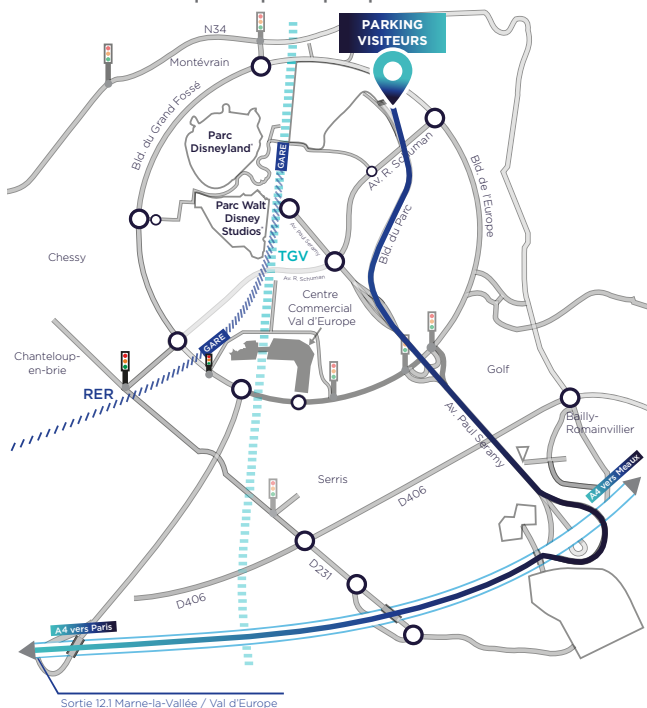 PARKING
VISITEURS
N34
Montévrain
Bld. du Grand Fossé
Parc
Disneyland
GARE
Av. R. Schuman
Bld. de l'Europe
Parc Walt
Disney
Studios
Av. Paul Seramy
Bld. du Parc
TGV
Chessy
Av. R. Schuman
Centre
Commercial
Val d'Europe
GARE
Chanteloup-
en-brie
RER
Golf
Av. Paul Séramy
Bailly-
Romainvillier
A4 vers Meaux
Serris
D406
D231
D406
A4 vers Paris
Sortie 12.1 Marne-la-Vallée / Val d'Europe